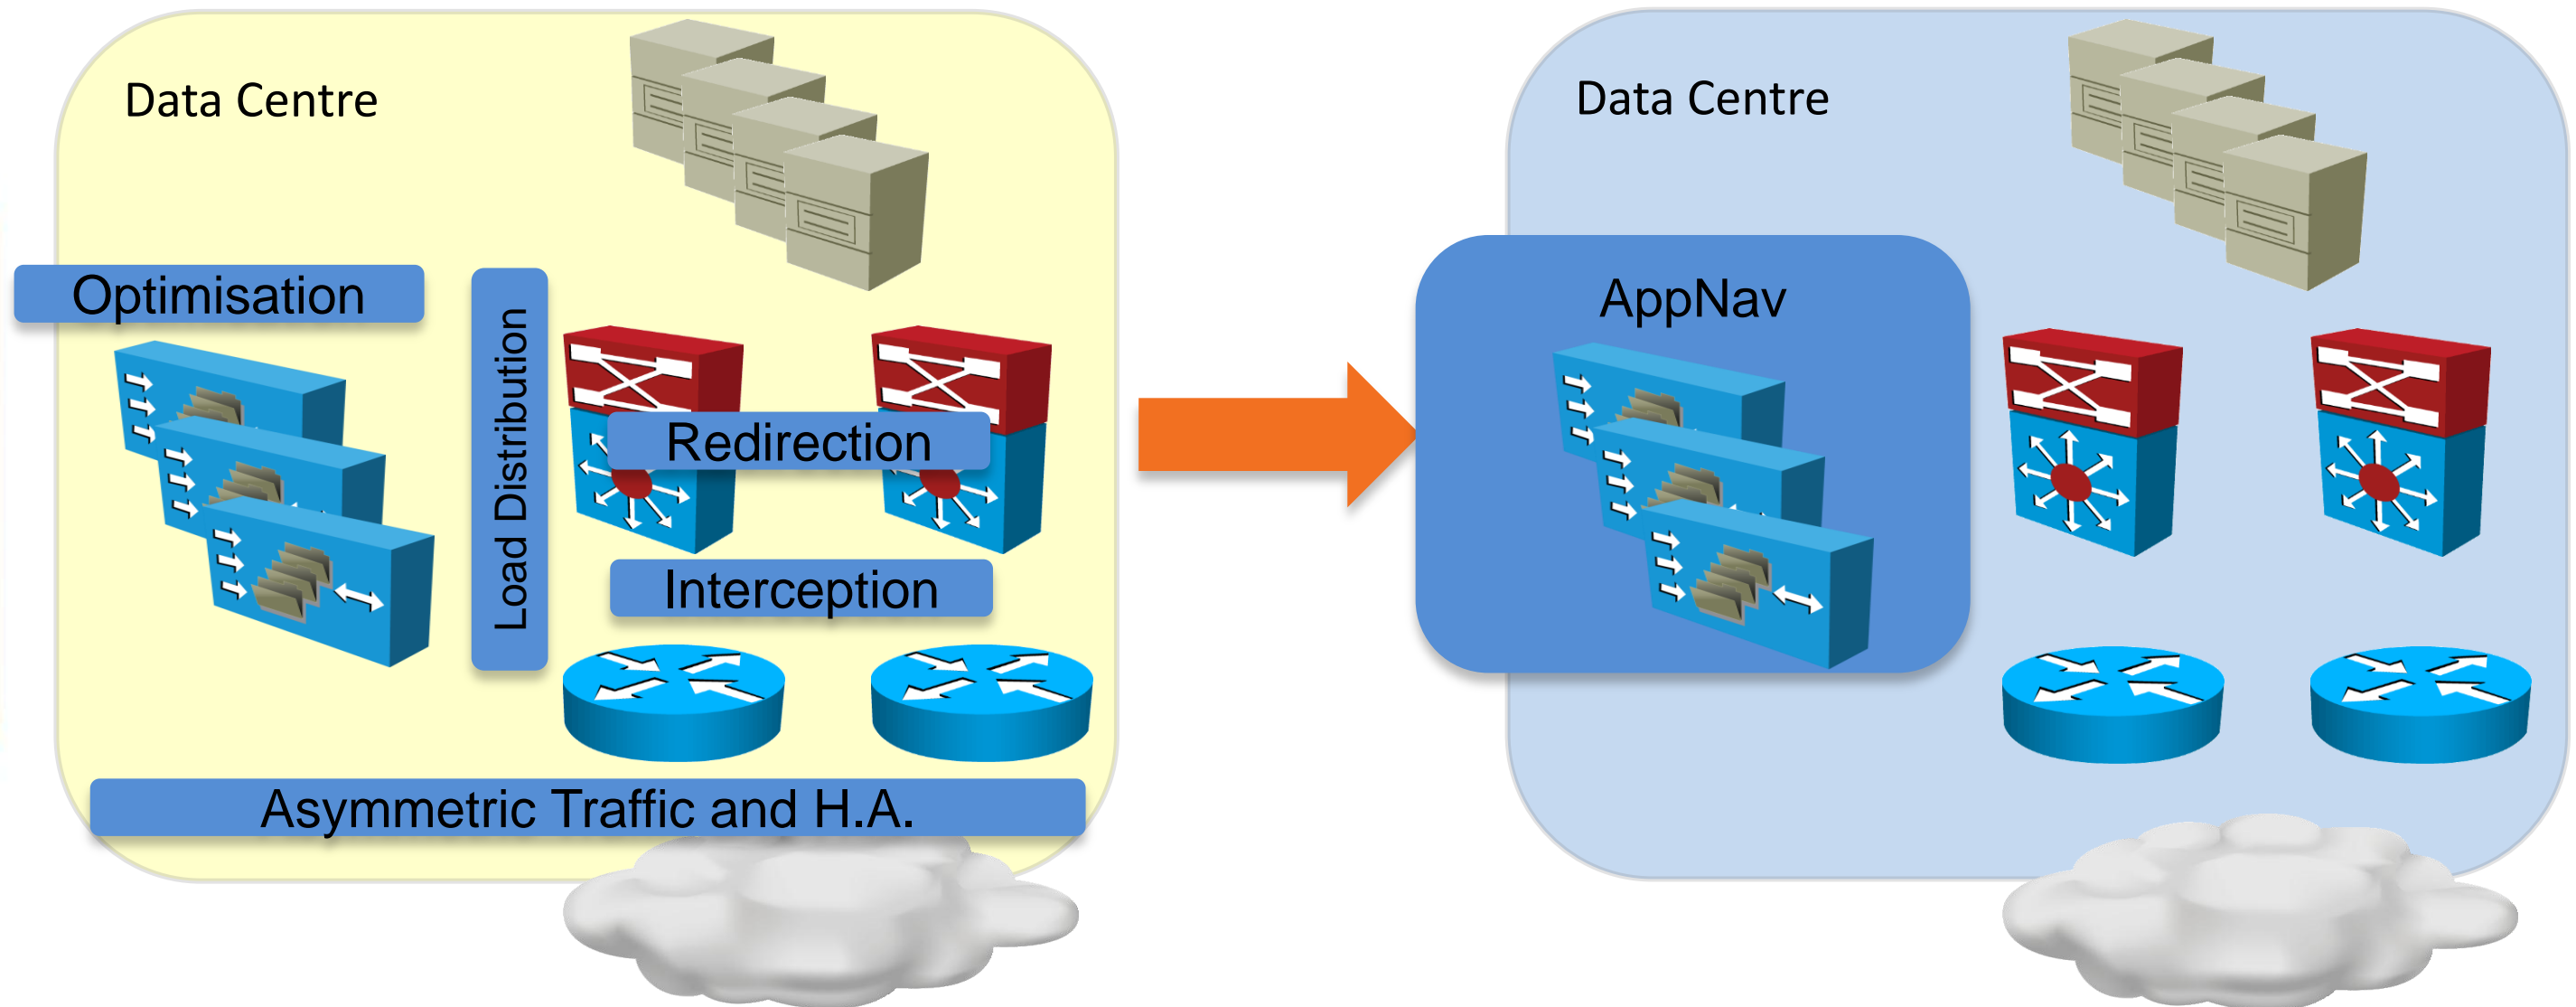 Data Centre
Optimisation
Load Distribution
Redirection
Interception
Asymmetric Traffic and H.A.
Data Centre
AppNav